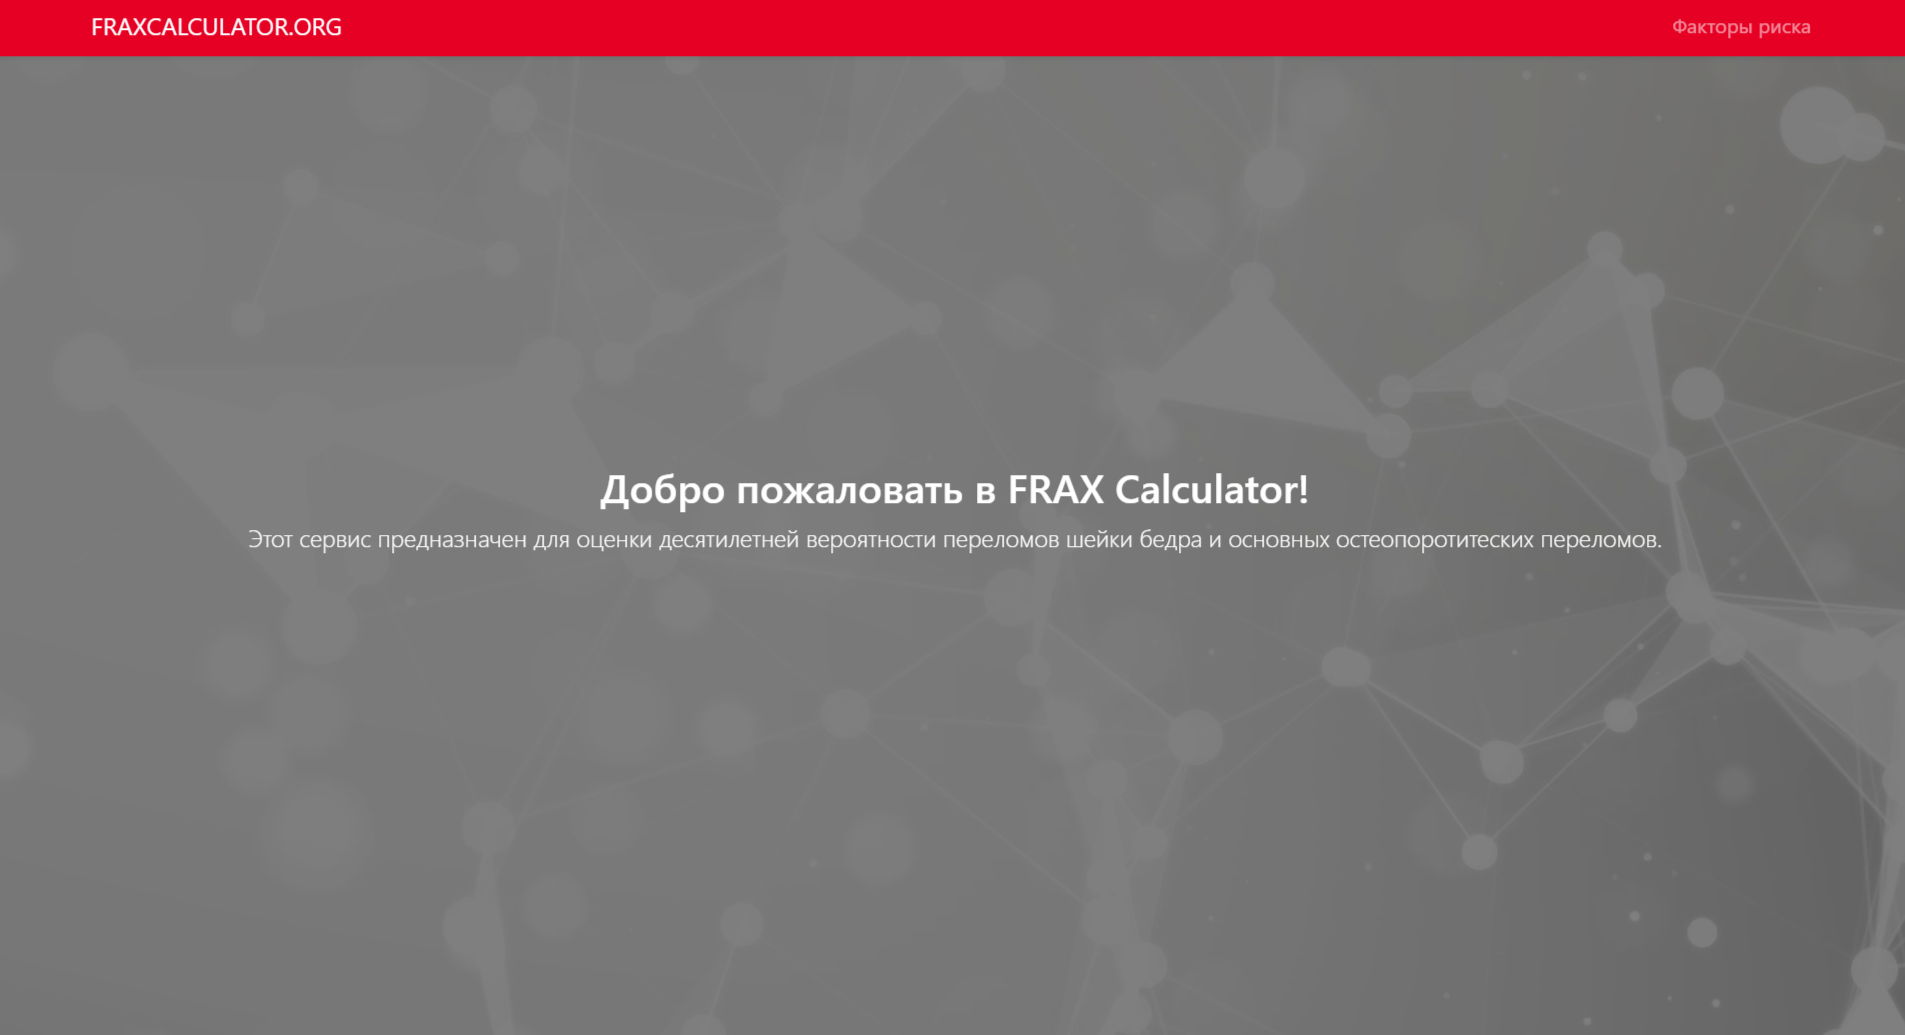 FRAXCALCULATOR.ORG
Факторы риска
Добро пожаловать в FRAX Calculator!
Этот сервис предназначен для оценки десятилетней вероятности переломов шейки бедра и основных остеопоротитеских переломов.